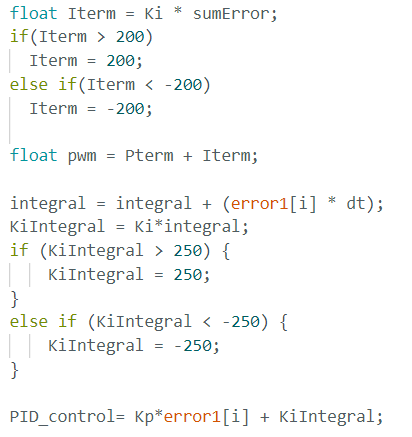 float Iterm = Ki * sumError;
if(Iterm > 200)
Iterm = 200;
else if(Iterm < -200)
Iterm = -200;
float pwm = Pterm + Iterm;
integral = integral + (error1[i] * dt);
KiIntegral = Ki*integral;
if (KiIntegral > 250) {
KiIntegral = 250;
}
else if (KiIntegral < -250) {
KiIntegral = -250;
}
PID_control= Kp*error1[i] + KiIntegral;